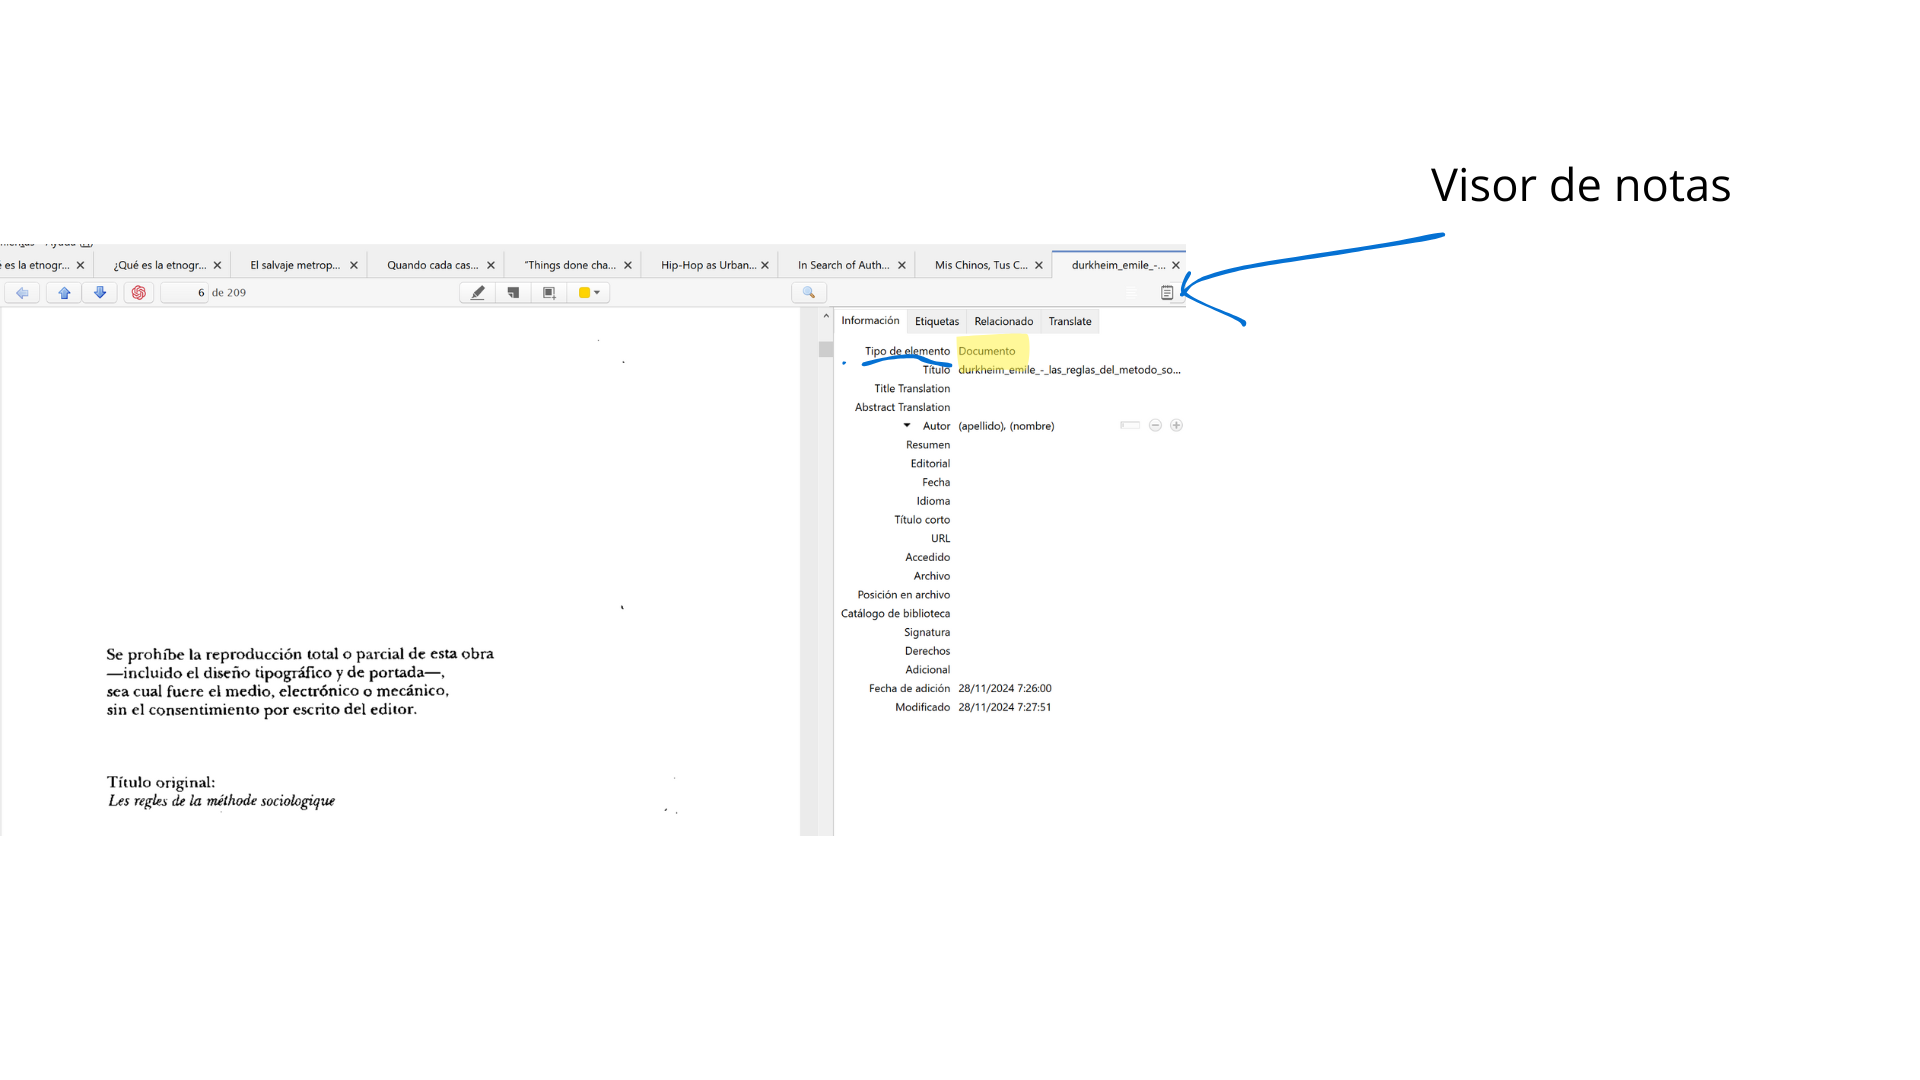 Visor de notas
es la etnogr...
¿Qué es la etnogr...
El salvaje metrop...
Quando cada cas...
"Things done cha...
Hip-Hop as Urban...
In Search of Auth...
Mis Chinos, Tus C...
durkheim_emile_-...
6 de 209
Información Etiquetas Relacionado Translate
Tipo de elemento Documento
Título durkheim_emile_-_las_reglas_del_metodo_so...
Title Translation
Abstract Translation
Autor (apellido), (nombre)
Resumen
Editorial
Fecha
Idioma
Título corto
URL
Accedido
Archivo
Posición en archivo
Catálogo de biblioteca
Signatura
Derechos
Adicional
Fecha de adición 28/11/2024 7:26:00
Modificado 28/11/2024 7:27:51
Se prohíbe la reproducción total o parcial de esta obra
—incluido el diseño tipográfico y de portada—,
sea cual fuere el medio, electrónico o mecánico,
sin el consentimiento por escrito del editor.
Título original:
Les regles de la méthode sociologique